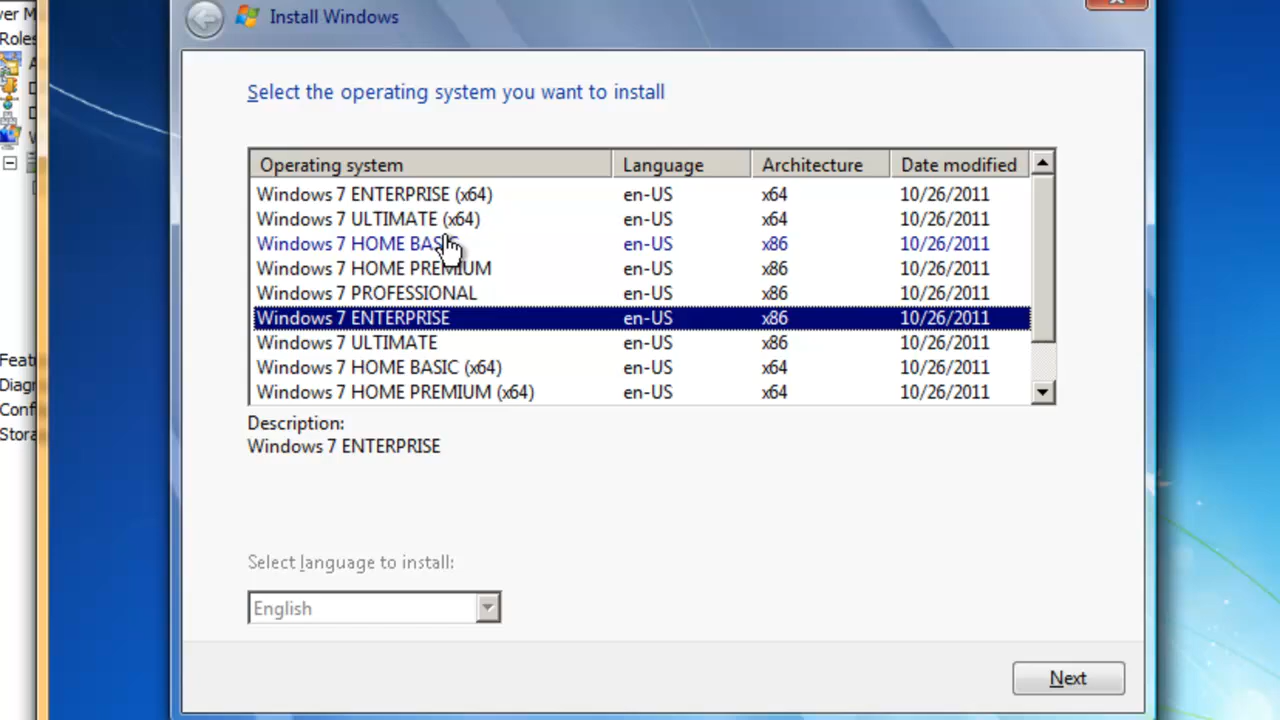 Install Windows
Select the operating system you want to install
Operating system Language Architecture Date modified
Windows 7 ENTERPRISE (x64) en-US x64 10/26/2011
Windows 7 ULTIMATE (x64) en-US x64 10/26/2011
Windows 7 HOME BASIC en-US x86 10/26/2011
Windows 7 HOME PREMIUM en-US x86 10/26/2011
Windows 7 PROFESSIONAL en-US x86 10/26/2011
Windows 7 ENTERPRISE en-US x86 10/26/2011
Windows 7 ULTIMATE en-US x86 10/26/2011
Windows 7 HOME BASIC (x64) en-US x64 10/26/2011
Windows 7 HOME PREMIUM (x64) en-US x64 10/26/2011
Description:
Windows 7 ENTERPRISE
Select language to install:
English
Next
ver M
Roles
Featu
Diagn
Conf
Stora